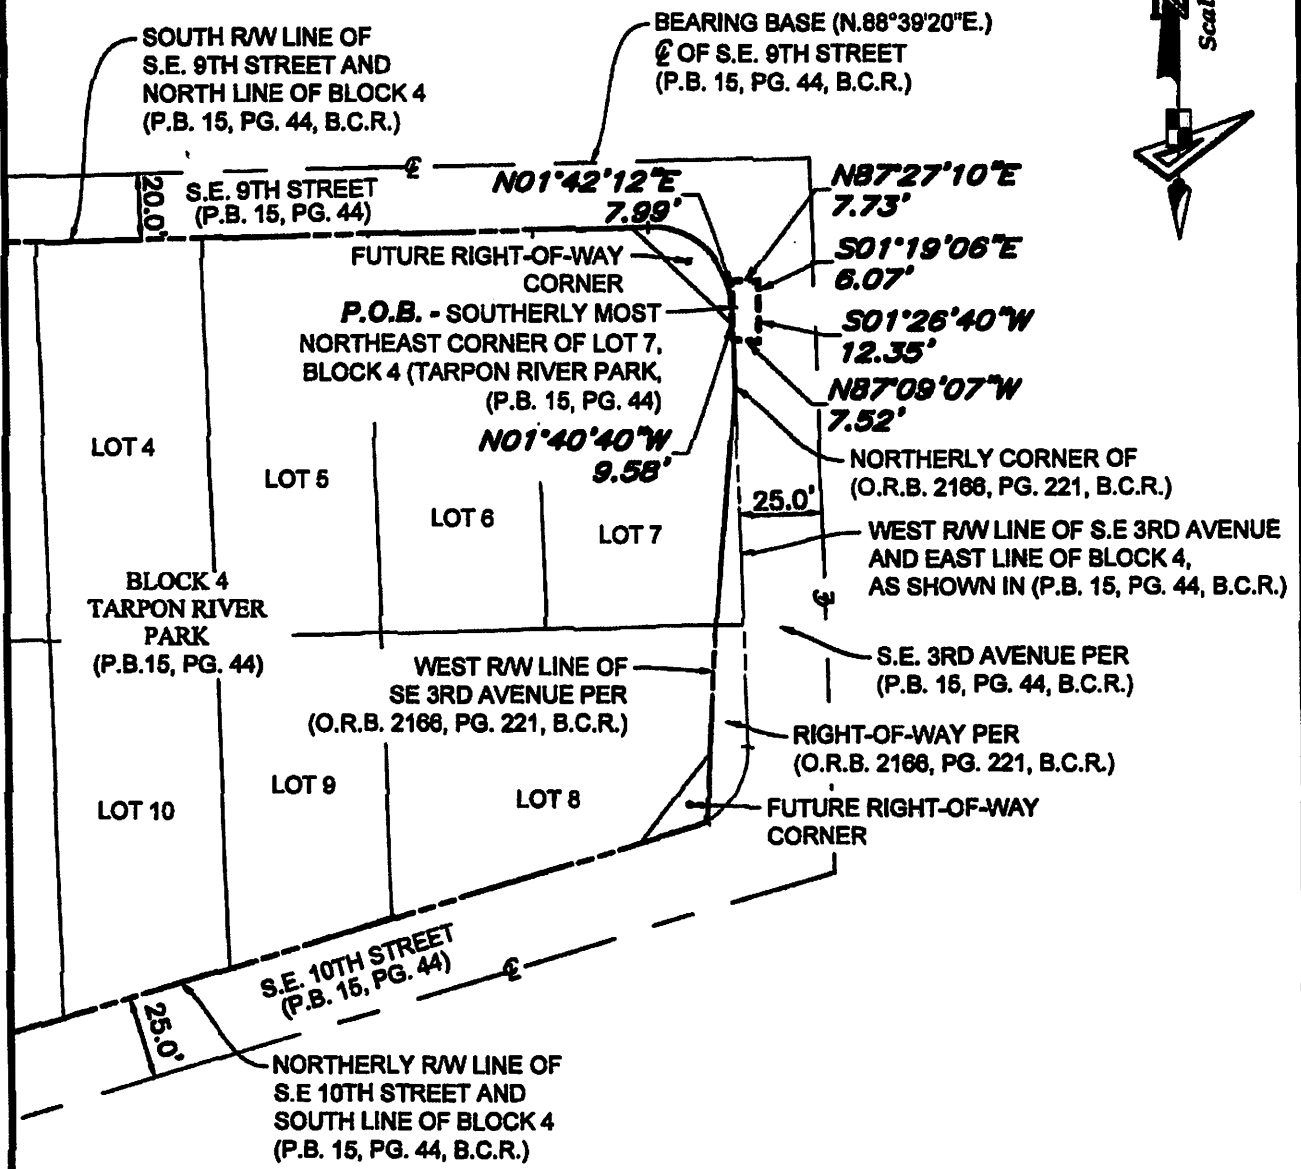 SOUTH R/W LINE OF
S.E. 9TH STREET AND
NORTH LINE OF BLOCK 4
(P.B. 15, PG. 44, B.C.R.)
BEARING BASE (N.88°39'20"E.)
℄ OF S.E. 9TH STREET
(P.B. 15, PG. 44, B.C.R.)
Scal
℄
20.0'
S.E. 9TH STREET
(P.B. 15, PG. 44)
N01°42'12"E
7.99'
N87°27'10"E
7.73'
FUTURE RIGHT-OF-WAY
CORNER
S01°19'06"E
6.07'
P.O.B. - SOUTHERLY MOST
NORTHEAST CORNER OF LOT 7,
BLOCK 4 (TARPON RIVER PARK,
(P.B. 15, PG. 44)
S01°26'40"W
12.35'
N87°09'07"W
7.52'
N01°40'40"W
9.58'
LOT 4
LOT 5
LOT 6
LOT 7
NORTHERLY CORNER OF
(O.R.B. 2166, PG. 221, B.C.R.)
25.0'
WEST R/W LINE OF S.E 3RD AVENUE
AND EAST LINE OF BLOCK 4,
AS SHOWN IN (P.B. 15, PG. 44, B.C.R.)
BLOCK 4
TARPON RIVER
PARK
(P.B.15, PG. 44)
℄
S.E. 3RD AVENUE PER
(P.B. 15, PG. 44, B.C.R.)
WEST R/W LINE OF
SE 3RD AVENUE PER
(O.R.B. 2166, PG. 221, B.C.R.)
RIGHT-OF-WAY PER
(O.R.B. 2166, PG. 221, B.C.R.)
LOT 10
LOT 9
LOT 8
FUTURE RIGHT-OF-WAY
CORNER
S.E. 10TH STREET
(P.B. 15, PG. 44)
℄
25.0'
NORTHERLY R/W LINE OF
S.E 10TH STREET AND
SOUTH LINE OF BLOCK 4
(P.B. 15, PG. 44, B.C.R.)